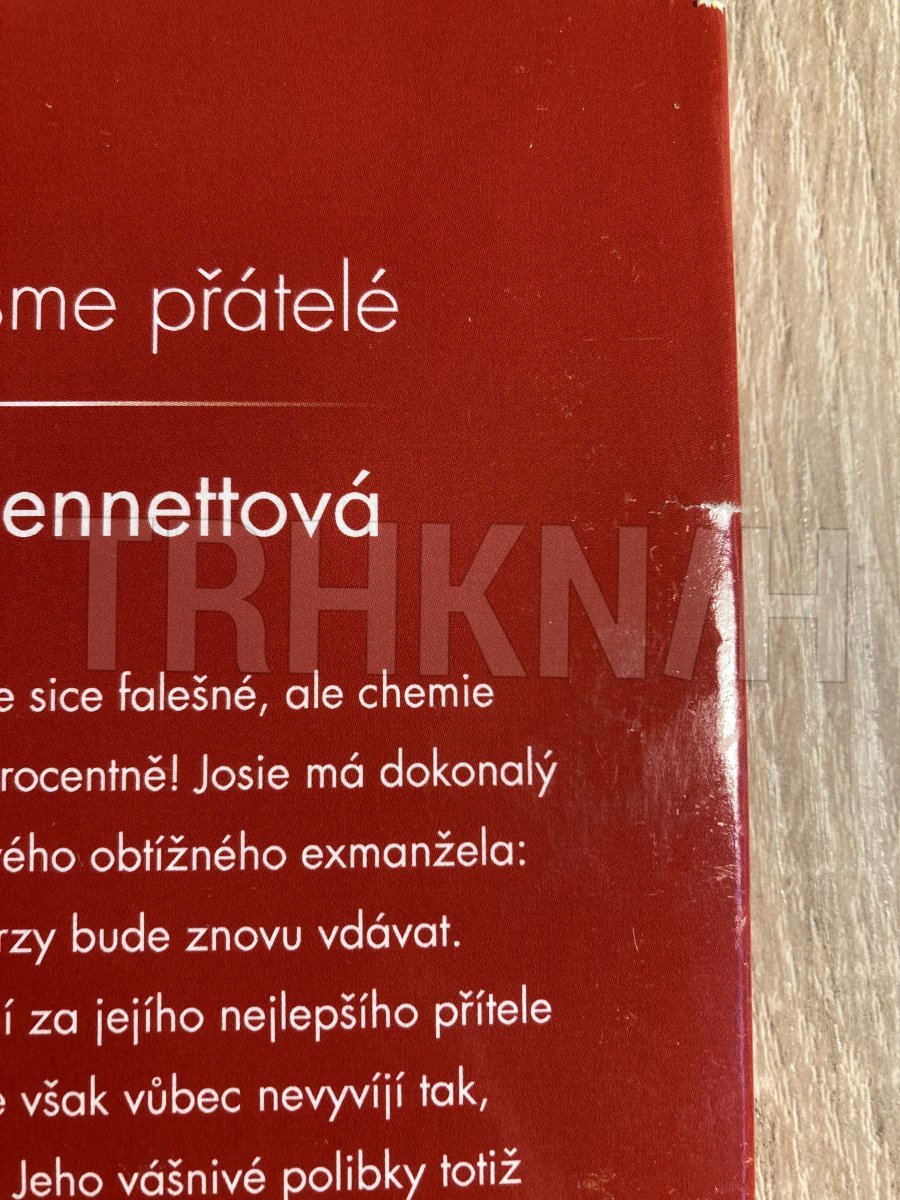 sme přátelé
ennettová
TRHKNIH
e sice falešné, ale chemie
rocentně! Josie má dokonalý
vého obtížného exmanžela:
rzy bude znovu vdávat.
í za jejího nejlepšího přítele
e však vůbec nevyvíjí tak,
Jeho vášnivé polibky totiž